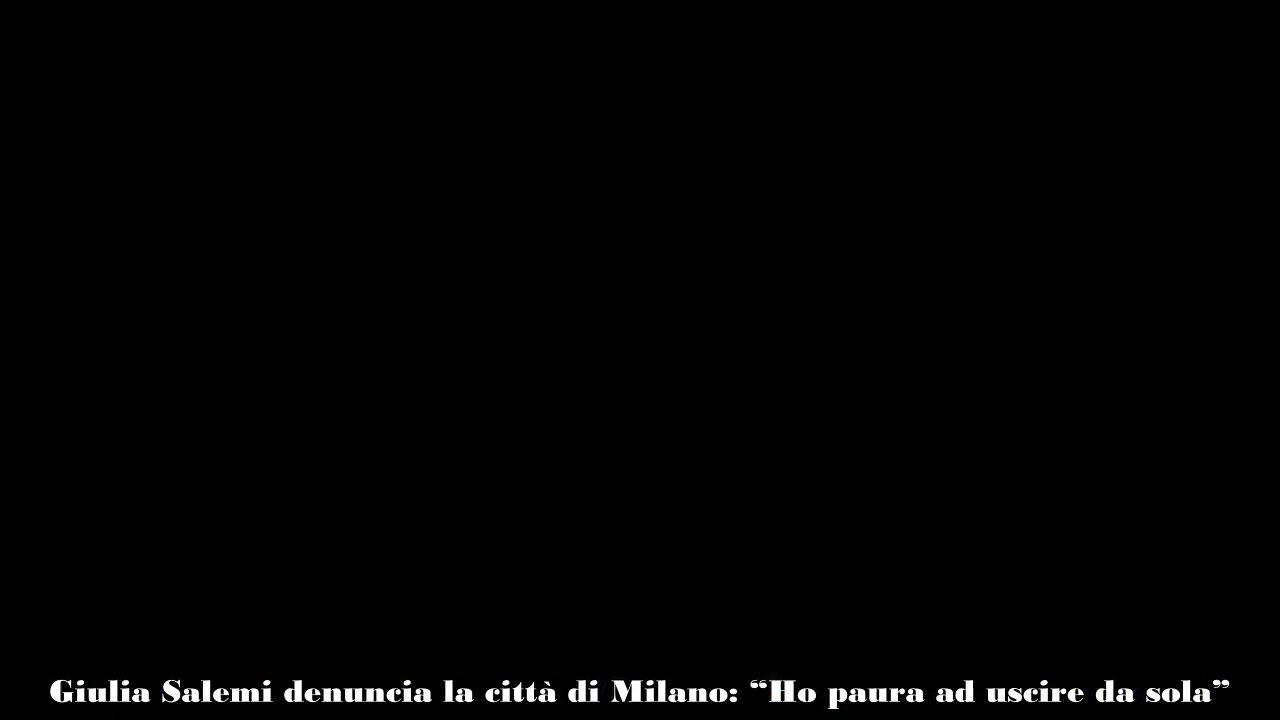 Giulia Salemi denuncia la città di Milano: “Ho paura ad uscire da sola”